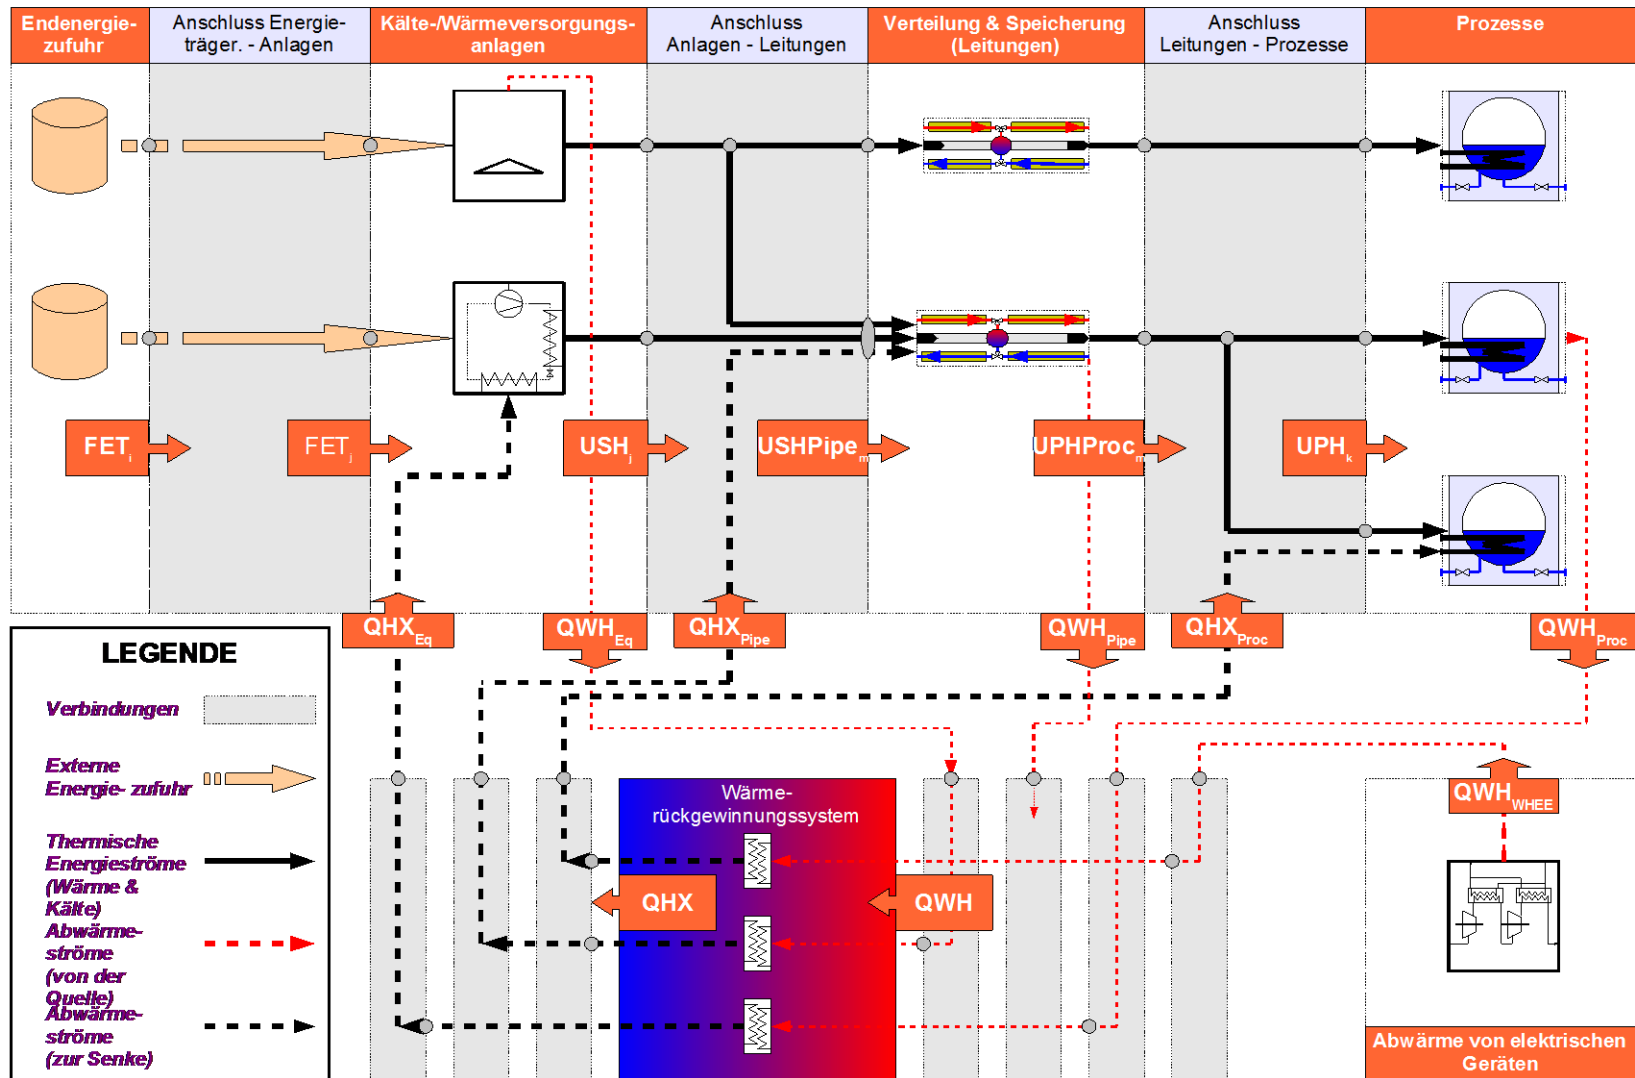 Endenergie-
zufuhr
Anschluss Energie-
träger. - Anlagen
Kälte-/Wärmeversorgungs-
anlagen
Anschluss
Anlagen - Leitungen
Verteilung & Speicherung
(Leitungen)
Anschluss
Leitungen - Prozesse
Prozesse
FETi
FETj
USHj
USHPipem
UPHProcm
UPHk
QHXEq
QWHEq
QHXPipe
QWHPipe
QHXProc
QWHProc
LEGENDE
Verbindungen
Externe
Energie- zufuhr
Thermische
Energieströme
(Wärme &
Kälte)
Abwärme-
ströme
(von der
Quelle)
Abwärme-
ströme
(zur Senke)
Wärme-
rückgewinnungssystem
QHX
QWH
QWHWHEE
Abwärme von elektrischen
Geräten